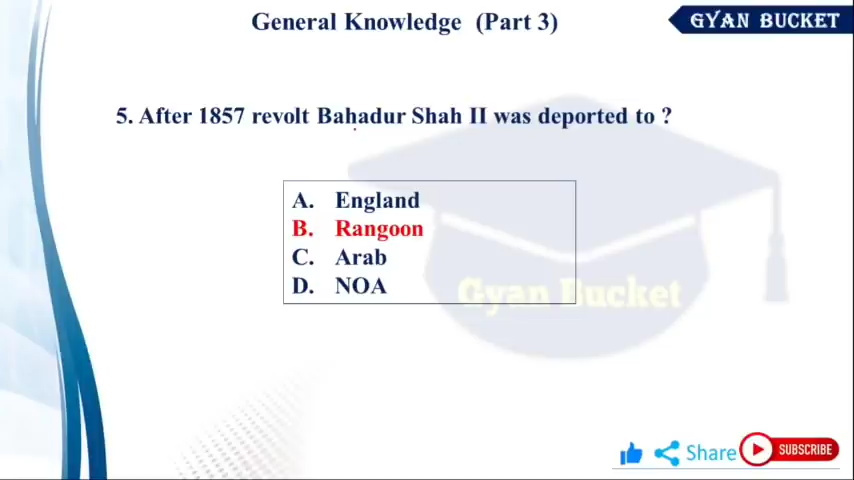 General Knowledge (Part 3)
GYAN BUCKET
5. After 1857 revolt Bahadur Shah II was deported to ?
A. England
B. Rangoon
C. Arab
D. NOA
Gyan Bucket
Share
SUBSCRIBE